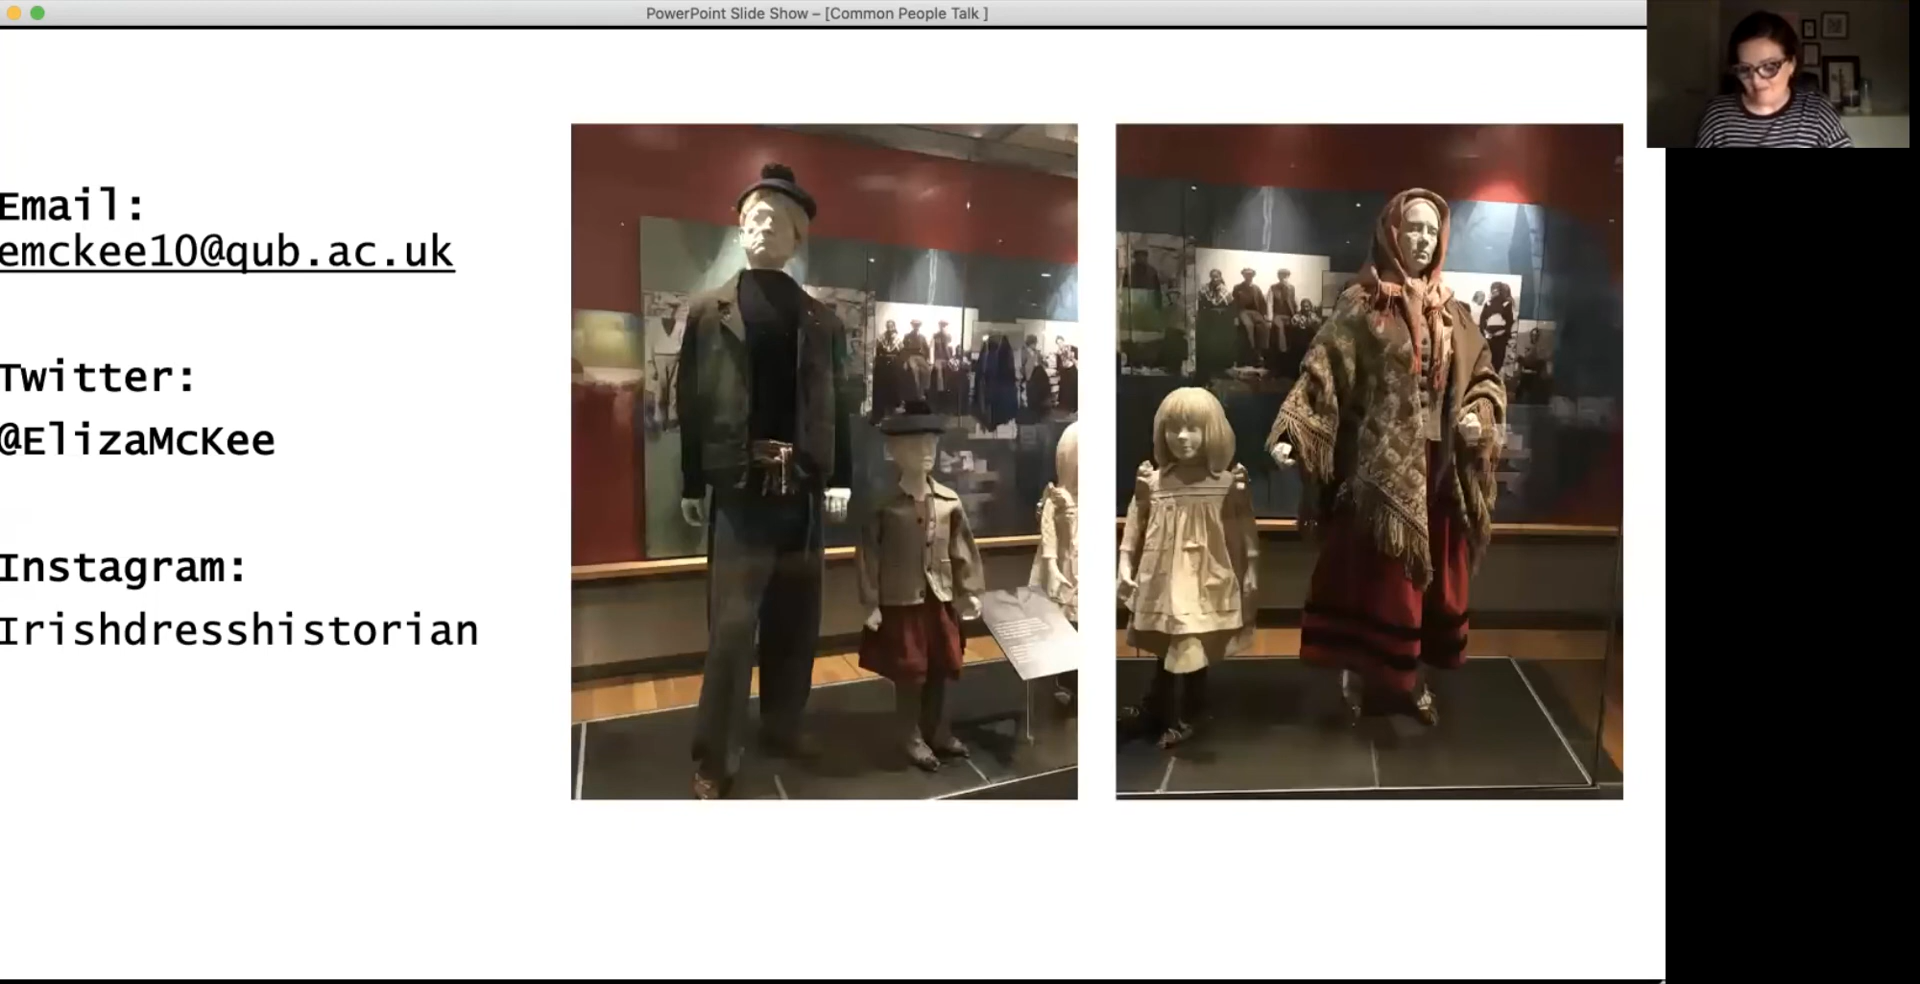 PowerPoint Slide Show – [Common People Talk ]
Email:
emckee10@qub.ac.uk
Twitter:
@ElizaMcKee
Instagram:
Irishdresshistorian